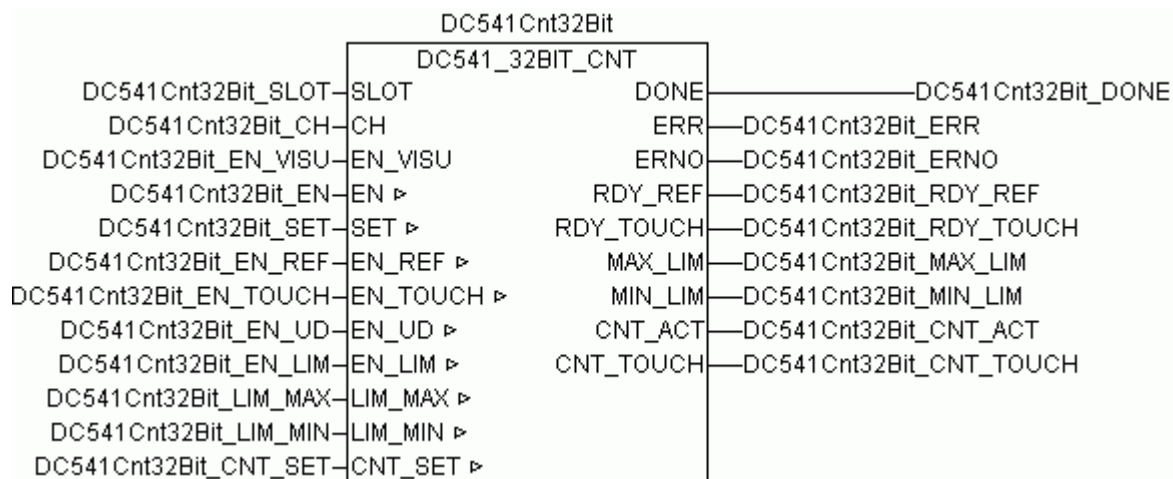 DC541Cnt32Bit
DC541_32BIT_CNT
DC541Cnt32Bit_SLOT SLOT DONE DC541Cnt32Bit_DONE
DC541Cnt32Bit_CH CH ERR DC541Cnt32Bit_ERR
DC541Cnt32Bit_EN_VISU EN_VISU ERNO DC541Cnt32Bit_ERNO
DC541Cnt32Bit_EN EN RDY_REF DC541Cnt32Bit_RDY_REF
DC541Cnt32Bit_SET SET RDY_TOUCH DC541Cnt32Bit_RDY_TOUCH
DC541Cnt32Bit_EN_REF EN_REF MAX_LIM DC541Cnt32Bit_MAX_LIM
DC541Cnt32Bit_EN_TOUCH EN_TOUCH MIN_LIM DC541Cnt32Bit_MIN_LIM
DC541Cnt32Bit_EN_UD EN_UD CNT_ACT DC541Cnt32Bit_CNT_ACT
DC541Cnt32Bit_EN_LIM EN_LIM CNT_TOUCH DC541Cnt32Bit_CNT_TOUCH
DC541Cnt32Bit_LIM_MAX LIM_MAX
DC541Cnt32Bit_LIM_MIN LIM_MIN
DC541Cnt32Bit_CNT_SET CNT_SET